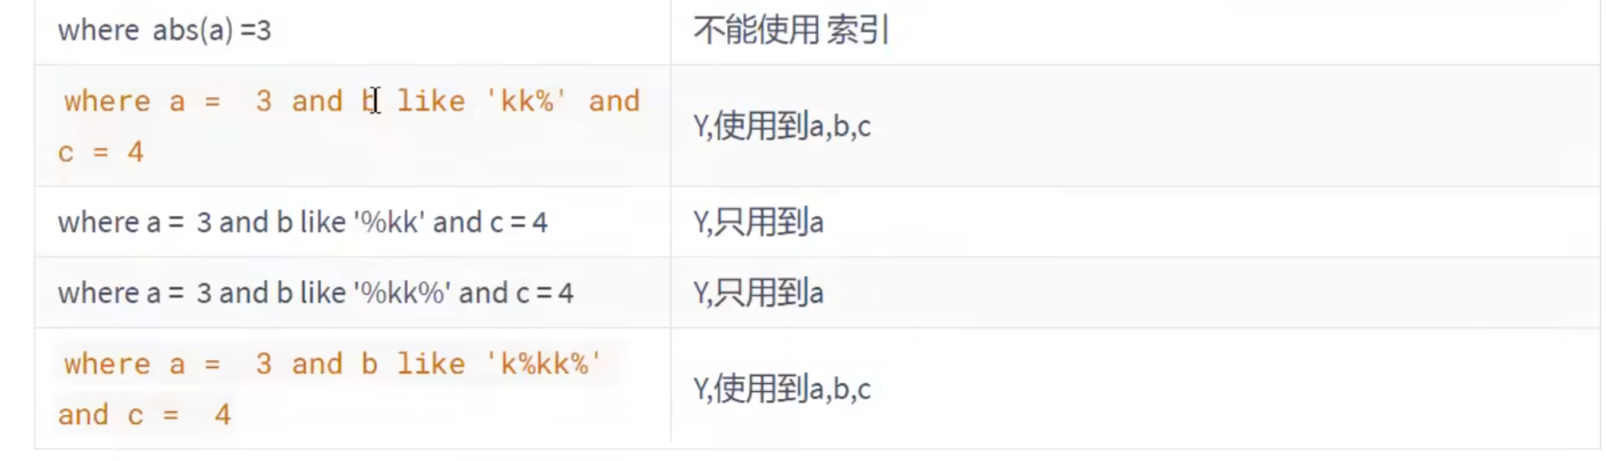 where abs(a) =3
不能使用 索引
where a = 3 and b like 'kk%' and
c = 4
Y,使用到a,b,c
where a = 3 and b like '%kk' and c = 4
Y,只用到a
where a = 3 and b like '%kk%' and c = 4
Y,只用到a
where a = 3 and b like 'k%kk%'
and c = 4
Y,使用到a,b,c